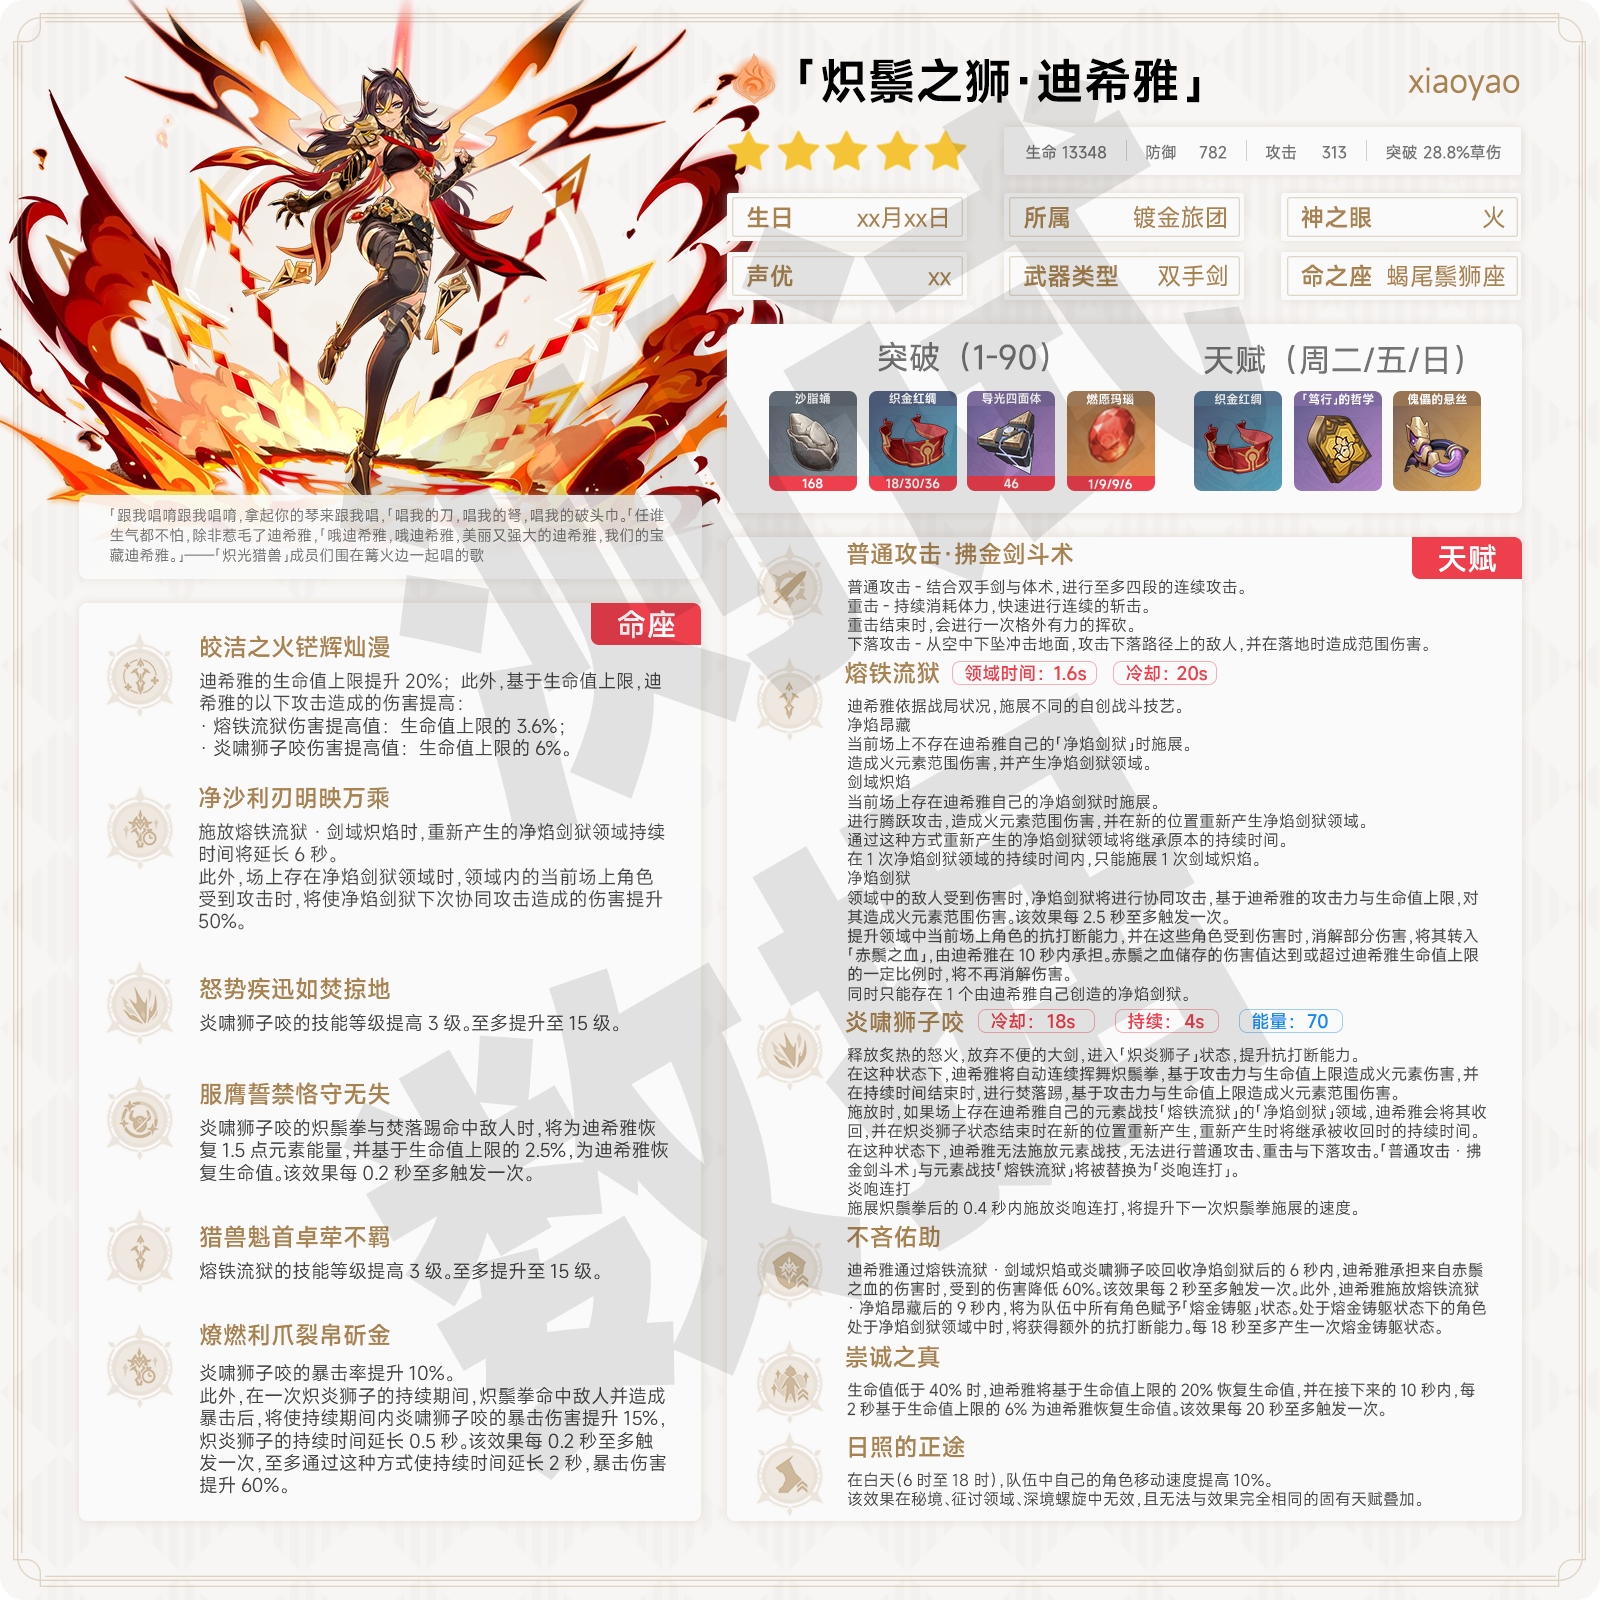 「炽鬃之狮·迪希雅」
xiaoyao
生命 13348 防御 782 攻击 313 突破 28.8%草伤
生日 xx月xx日
所属 镀金旅团
神之眼 火
声优 xx
武器类型 双手剑
命之座 蝎尾鬃狮座
突破（1-90）
天赋（周二/五/日）
沙脂蛹 织金红绸 导光四面体 燃愿玛瑙 织金红绸 「笃行」的哲学 傀儡的悬丝
168 18/30/36 46 1/9/9/6
「跟我唱唷跟我唱唷,拿起你的琴来跟我唱,「唱我的刀,唱我的弩,唱我的破头巾。「任谁
生气都不怕,除非惹毛了迪希雅,「哦迪希雅,哦迪希雅,美丽又强大的迪希雅,我们的宝
藏迪希雅。」——「炽光猎兽」成员们围在篝火边一起唱的歌
命座
皎洁之火铓辉灿漫
迪希雅的生命值上限提升 20%；此外,基于生命值上限,迪
希雅的以下攻击造成的伤害提高：
· 熔铁流狱伤害提高值：生命值上限的 3.6%；
· 炎啸狮子咬伤害提高值：生命值上限的 6%。
净沙利刃明映万乘
施放熔铁流狱 · 剑域炽焰时,重新产生的净焰剑狱领域持续
时间将延长 6 秒。
此外,场上存在净焰剑狱领域时,领域内的当前场上角色
受到攻击时,将使净焰剑狱下次协同攻击造成的伤害提升
50%。
怒势疾迅如焚掠地
炎啸狮子咬的技能等级提高 3 级。至多提升至 15 级。
服膺誓禁恪守无失
炎啸狮子咬的炽鬃拳与焚落踢命中敌人时,将为迪希雅恢
复 1.5 点元素能量,并基于生命值上限的 2.5%,为迪希雅恢
复生命值。该效果每 0.2 秒至多触发一次。
猎兽魁首卓荦不羁
熔铁流狱的技能等级提高 3 级。至多提升至 15 级。
燎燃利爪裂帛斫金
炎啸狮子咬的暴击率提升 10%。
此外,在一次炽炎狮子的持续期间,炽鬃拳命中敌人并造成
暴击后,将使持续期间内炎啸狮子咬的暴击伤害提升 15%,
炽炎狮子的持续时间延长 0.5 秒。该效果每 0.2 秒至多触
发一次,至多通过这种方式使持续时间延长 2 秒,暴击伤害
提升 60%。
天赋
普通攻击·拂金剑斗术
普通攻击 - 结合双手剑与体术,进行至多四段的连续攻击。
重击 - 持续消耗体力,快速进行连续的斩击。
重击结束时,会进行一次格外有力的挥砍。
下落攻击 - 从空中下坠冲击地面,攻击下落路径上的敌人,并在落地时造成范围伤害。
熔铁流狱 领域时间：1.6s 冷却：20s
迪希雅依据战局状况,施展不同的自创战斗技艺。
净焰昂藏
当前场上不存在迪希雅自己的「净焰剑狱」时施展。
造成火元素范围伤害,并产生净焰剑狱领域。
剑域炽焰
当前场上存在迪希雅自己的净焰剑狱时施展。
进行腾跃攻击,造成火元素范围伤害,并在新的位置重新产生净焰剑狱领域。
通过这种方式重新产生的净焰剑狱领域将继承原本的持续时间。
在 1 次净焰剑狱领域的持续时间内,只能施展 1 次剑域炽焰。
净焰剑狱
领域中的敌人受到伤害时,净焰剑狱将进行协同攻击,基于迪希雅的攻击力与生命值上限,对
其造成火元素范围伤害。该效果每 2.5 秒至多触发一次。
提升领域中当前场上角色的抗打断能力,并在这些角色受到伤害时,消解部分伤害,将其转入
「赤鬃之血」,由迪希雅在 10 秒内承担。赤鬃之血储存的伤害值达到或超过迪希雅生命值上限
的一定比例时,将不再消解伤害。
同时只能存在 1 个由迪希雅自己创造的净焰剑狱。
炎啸狮子咬 冷却：18s 持续：4s 能量：70
释放炙热的怒火,放弃不便的大剑,进入「炽炎狮子」状态,提升抗打断能力。
在这种状态下,迪希雅将自动连续挥舞炽鬃拳,基于攻击力与生命值上限造成火元素伤害,并
在持续时间结束时,进行焚落踢,基于攻击力与生命值上限造成火元素范围伤害。
施放时,如果场上存在迪希雅自己的元素战技「熔铁流狱」的「净焰剑狱」领域,迪希雅会将其收
回,并在炽炎狮子状态结束时在新的位置重新产生,重新产生时将继承被收回时的持续时间。
在这种状态下,迪希雅无法施放元素战技,无法进行普通攻击、重击与下落攻击。「普通攻击 · 拂
金剑斗术」与元素战技「熔铁流狱」将被替换为「炎咆连打」。
炎咆连打
施展炽鬃拳后的 0.4 秒内施放炎咆连打,将提升下一次炽鬃拳施展的速度。
不吝佑助
迪希雅通过熔铁流狱 · 剑域炽焰或炎啸狮子咬回收净焰剑狱后的 6 秒内,迪希雅承担来自赤鬃
之血的伤害时,受到的伤害降低 60%。该效果每 2 秒至多触发一次。此外,迪希雅施放熔铁流狱
· 净焰昂藏后的 9 秒内,将为队伍中所有角色赋予「熔金铸躯」状态。处于熔金铸躯状态下的角色
处于净焰剑狱领域中时,将获得额外的抗打断能力。每 18 秒至多产生一次熔金铸躯状态。
崇诚之真
生命值低于 40% 时,迪希雅将基于生命值上限的 20% 恢复生命值,并在接下来的 10 秒内,每
2 秒基于生命值上限的 6% 为迪希雅恢复生命值。该效果每 20 秒至多触发一次。
日照的正途
在白天(6 时至 18 时),队伍中自己的角色移动速度提高 10%。
该效果在秘境、征讨领域、深境螺旋中无效,且无法与效果完全相同的固有天赋叠加。
测试
数据